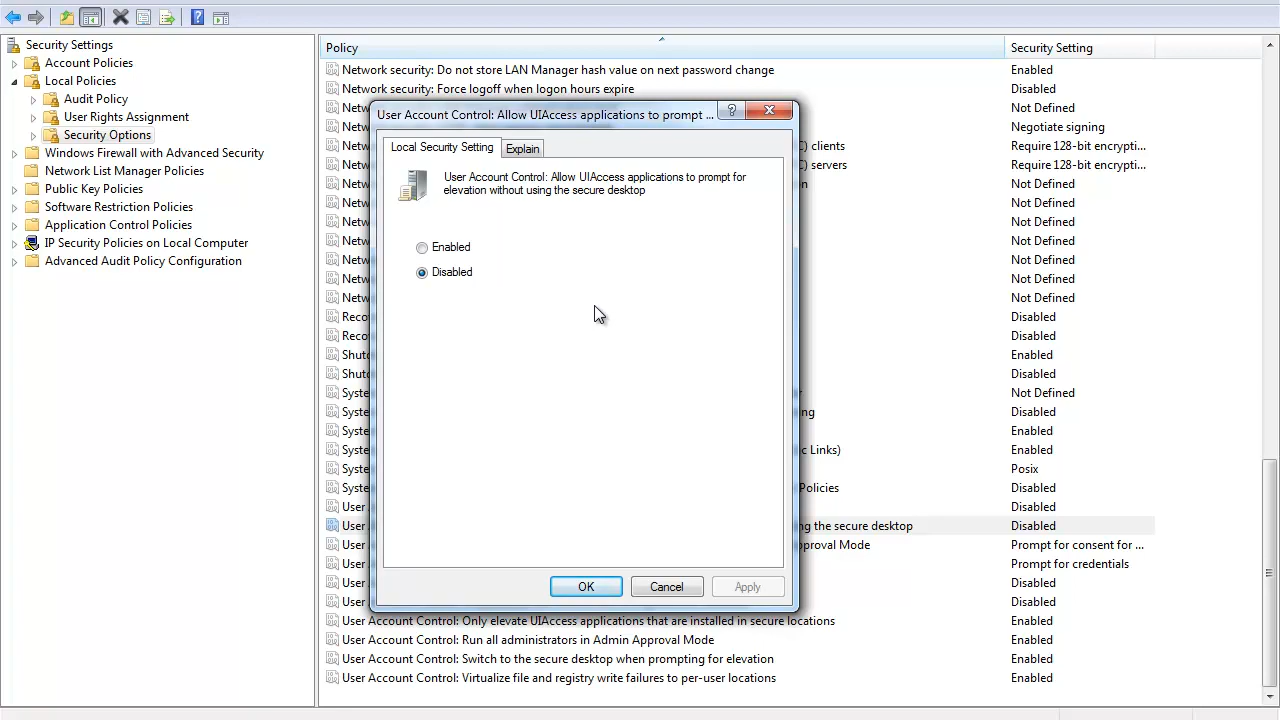 Security Settings
Account Policies
Local Policies
Audit Policy
User Rights Assignment
Security Options
Windows Firewall with Advanced Security
Network List Manager Policies
Public Key Policies
Software Restriction Policies
Application Control Policies
IP Security Policies on Local Computer
Advanced Audit Policy Configuration
Policy Security Setting
Network security: Do not store LAN Manager hash value on next password change Enabled
Network security: Force logoff when logon hours expire Disabled
Not Defined
Negotiate signing
) clients Require 128-bit encrypti...
) servers Require 128-bit encrypti...
Not Defined
Not Defined
Not Defined
Not Defined
Not Defined
Not Defined
Not Defined
Disabled
Disabled
Enabled
Disabled
Not Defined
Disabled
Enabled
Links) Enabled
Posix
Policies Disabled
User Disabled
User the secure desktop Disabled
User Mode Prompt for consent for ...
User Prompt for credentials
User Disabled
User Disabled
User Account Control: Only elevate UIAccess applications that are installed in secure locations Enabled
User Account Control: Run all administrators in Admin Approval Mode Enabled
User Account Control: Switch to the secure desktop when prompting for elevation Enabled
User Account Control: Virtualize file and registry write failures to per-user locations Enabled
User Account Control: Allow UIAccess applications to prompt ...
Local Security Setting Explain
User Account Control: Allow UIAccess applications to prompt for
elevation without using the secure desktop
Enabled
Disabled
OK Cancel Apply